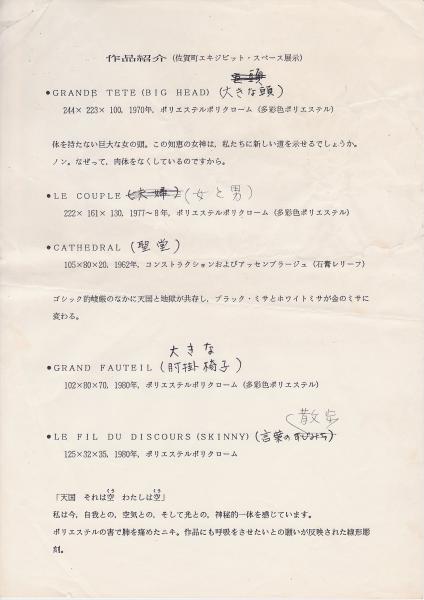 作品紹介 (佐賀町エキジビット・スペース展示)
●GRANDE TETE (BIG HEAD) (大きな頭)
244×223×100, 1970年, ポリエステルポリクローム (多彩色ポリエステル)
体を持たない巨大な女の頭。この知恵の女神は, 私たちに新しい道を示せるでしょうか。
ノン。なぜって, 肉体をなくしているのですから。
●LE COUPLE (夫婦) (女と男)
222×161×130, 1977〜8年, ポリエステルポリクローム (多彩色ポリエステル)
●CATHEDRAL (聖堂)
105×80×20, 1962年, コンストラクションおよびアッセンブラージュ (石膏レリーフ)
ゴシック的峻厳のなかに天国と地獄が共存し, ブラック・ミサとホワイトミサが金のミサに
変わる。
大きな
●GRAND FAUTEIL (肘掛椅子)
102×80×70, 1980年, ポリエステルポリクローム (多彩色ポリエステル)
散歩
●LE FIL DU DISCOURS (SKINNY) (言葉の
125×32×35, 1980年, ポリエステルポリクローム
「天国 それは空 わたしは空」
私は今, 自我との, 空気との, そして光との, 神秘的一体を感じています。
ポリエステルの害で肺を痛めたニキ。作品にも呼吸をさせたいとの願いが反映された線形彫
刻。